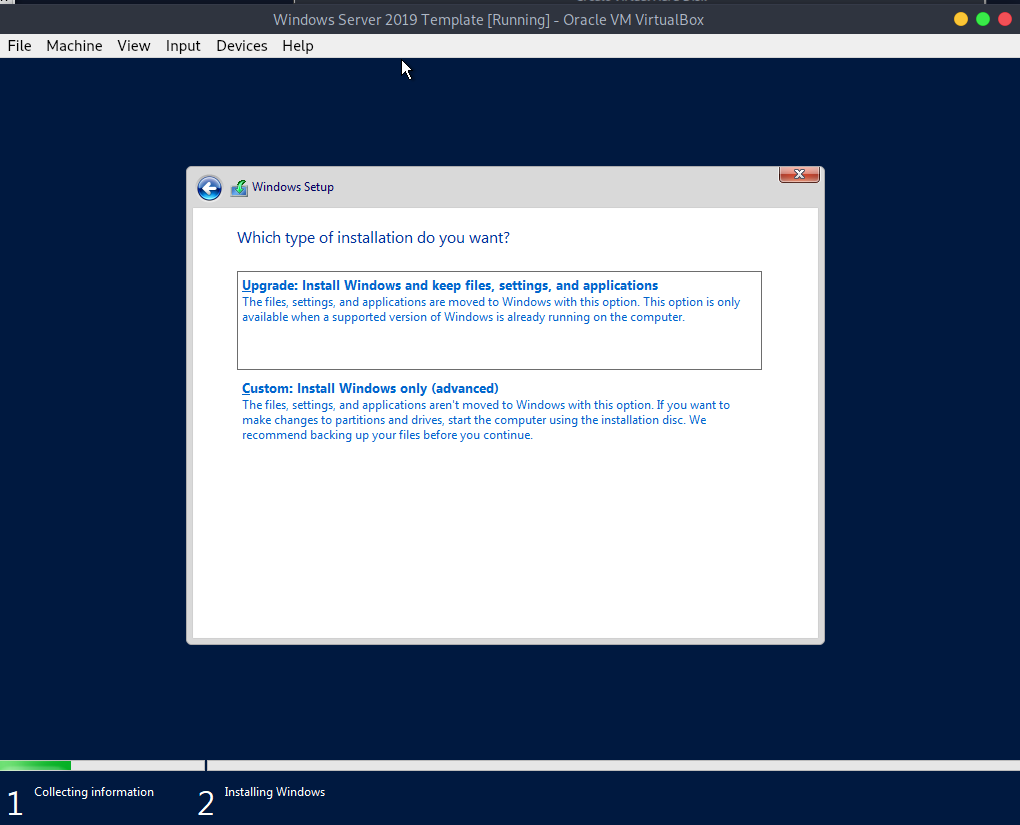 Windows Server 2019 Template [Running] - Oracle VM VirtualBox
File Machine View Input Devices Help
Windows Setup
Which type of installation do you want?
Upgrade: Install Windows and keep files, settings, and applications
The files, settings, and applications are moved to Windows with this option. This option is only
available when a supported version of Windows is already running on the computer.
Custom: Install Windows only (advanced)
The files, settings, and applications aren't moved to Windows with this option. If you want to
make changes to partitions and drives, start the computer using the installation disc. We
recommend backing up your files before you continue.
1 Collecting information
2 Installing Windows